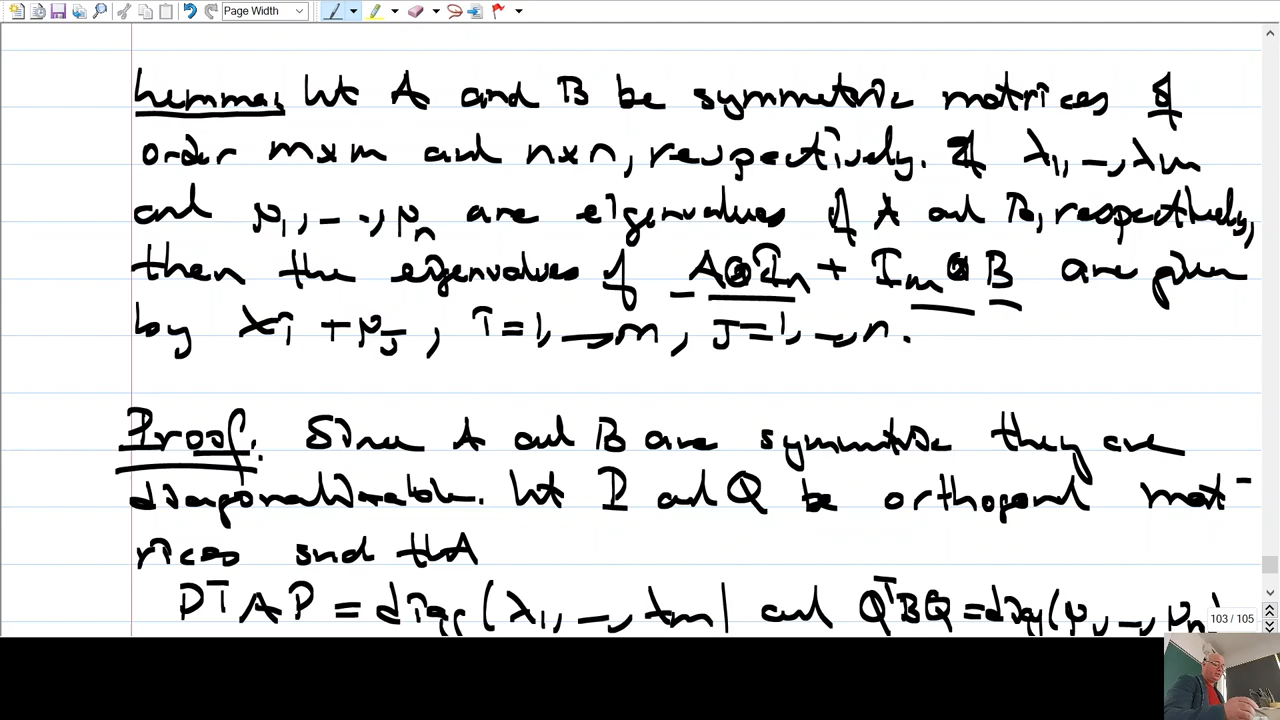 Page Width
Lemma: Let A and B be symmetric matrices of
order m×m and n×n, respectively. If λ1, –, λm
and μ1, – –, μn are eigenvalues of A and B, respectively,
then the eigenvalues of A⊗In + Im⊗B are given
by λi + μj, i=1, –, m, j=1, –, n.
Proof. Since A and B are symmetric they are
diagonalizable. Let P and Q be orthogonal mat-
rices such that
P^T A P = diag(λ1, –, λm) and Q^T B Q = diag(μ1, –, μn)
103 / 105